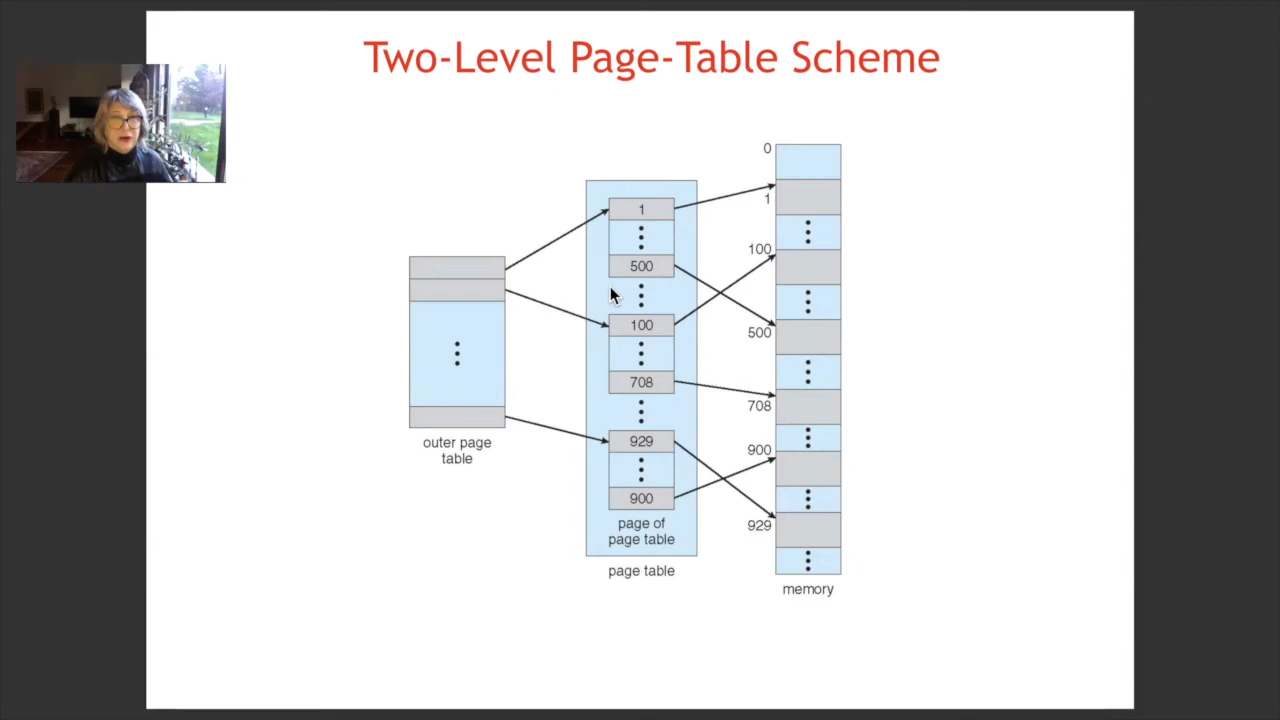 Two-Level Page-Table Scheme
outer page
table
1
500
100
708
929
900
page of
page table
page table
0
1
100
500
708
900
929
memory